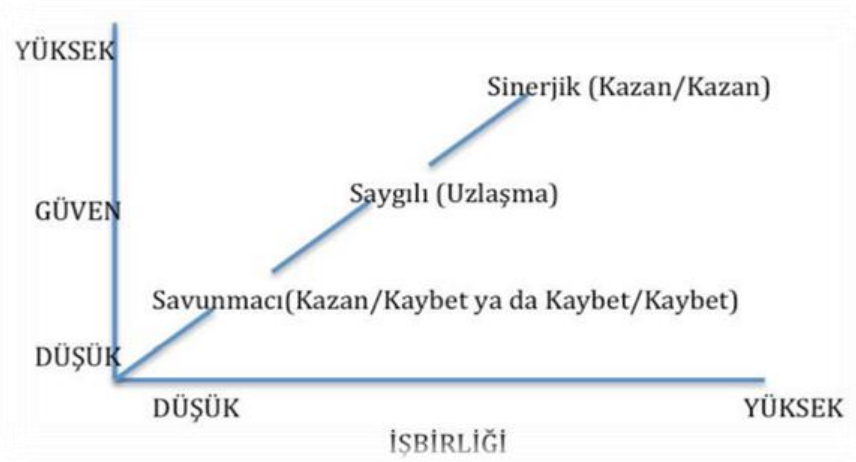 YÜKSEK
Sinerjik (Kazan/Kazan)
Saygılı (Uzlaşma)
GÜVEN
Savunmacı(Kazan/Kaybet ya da Kaybet/Kaybet)
DÜŞÜK
DÜŞÜK
YÜKSEK
İŞBİRLİĞİ